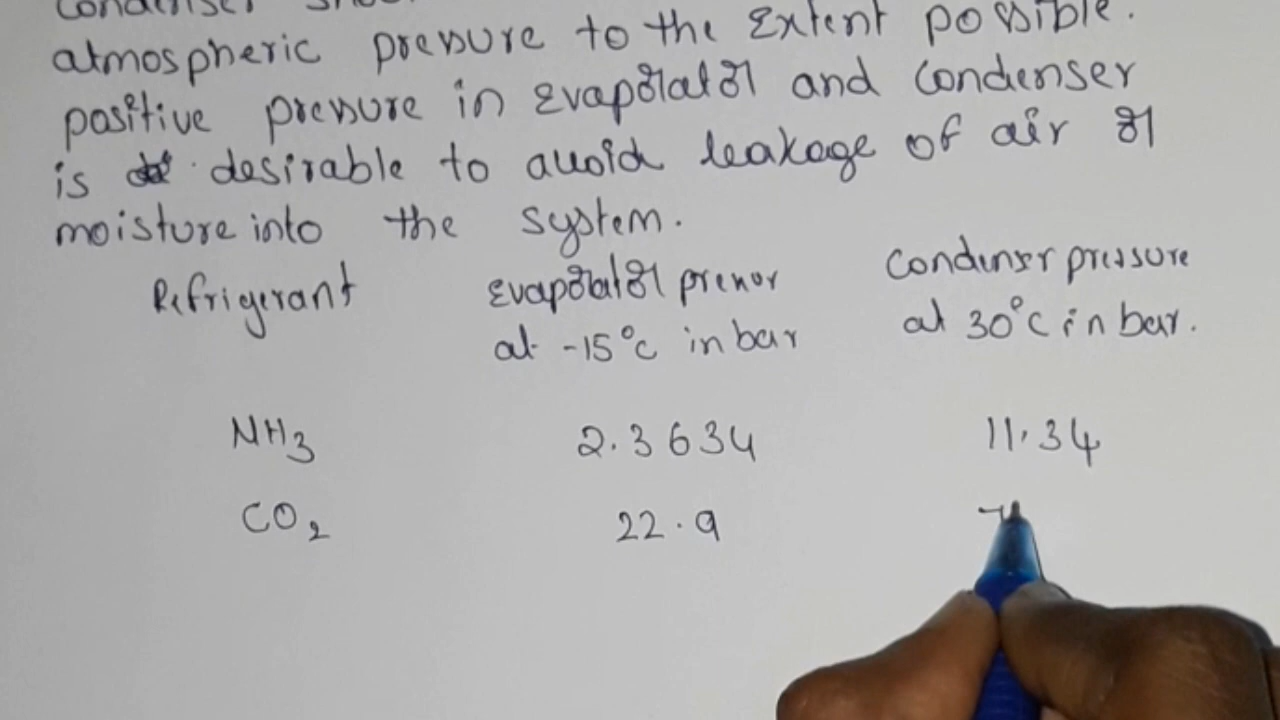 condenser
atmospheric pressure to the Extent possible.
positive pressure in Evaporator and condenser
is desirable to avoid leakage of air or
moisture into the system.
Refrigerant
Evaporator pressur
at -15°c in bar
condenser pressure
at 30°c in bar.
NH3 2.3634 11.34
CO2 22.9